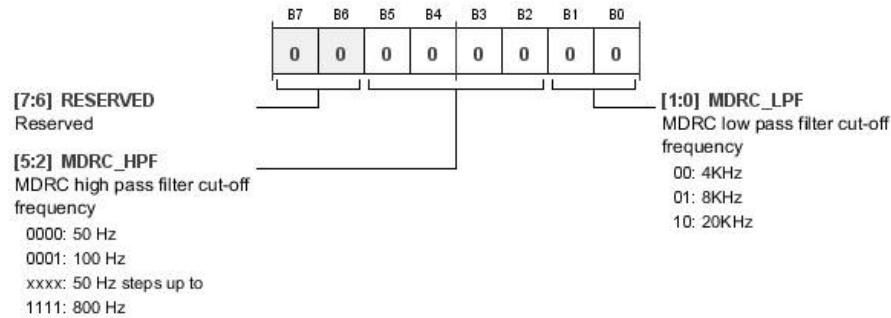 B7 B6 B5 B4 B3 B2 B1 B0
0 0 0 0 0 0 0 0
[7:6] RESERVED
Reserved
[5:2] MDRC_HPF
MDRC high pass filter cut-off
frequency
0000: 50 Hz
0001: 100 Hz
xxxx: 50 Hz steps up to
1111: 800 Hz
[1:0] MDRC_LPF
MDRC low pass filter cut-off
frequency
00: 4KHz
01: 8KHz
10: 20KHz